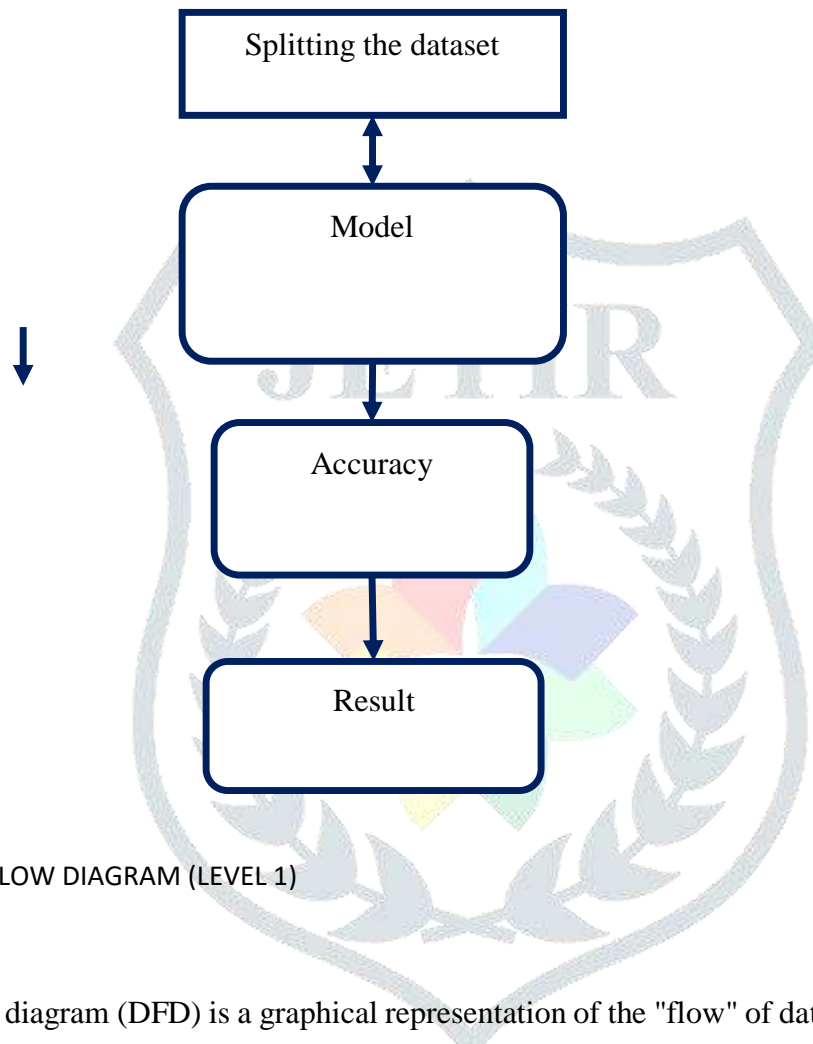 Splitting the dataset
Model
JETIR
Accuracy
Result
LOW DIAGRAM (LEVEL 1)
diagram (DFD) is a graphical representation of the "flow" of dat